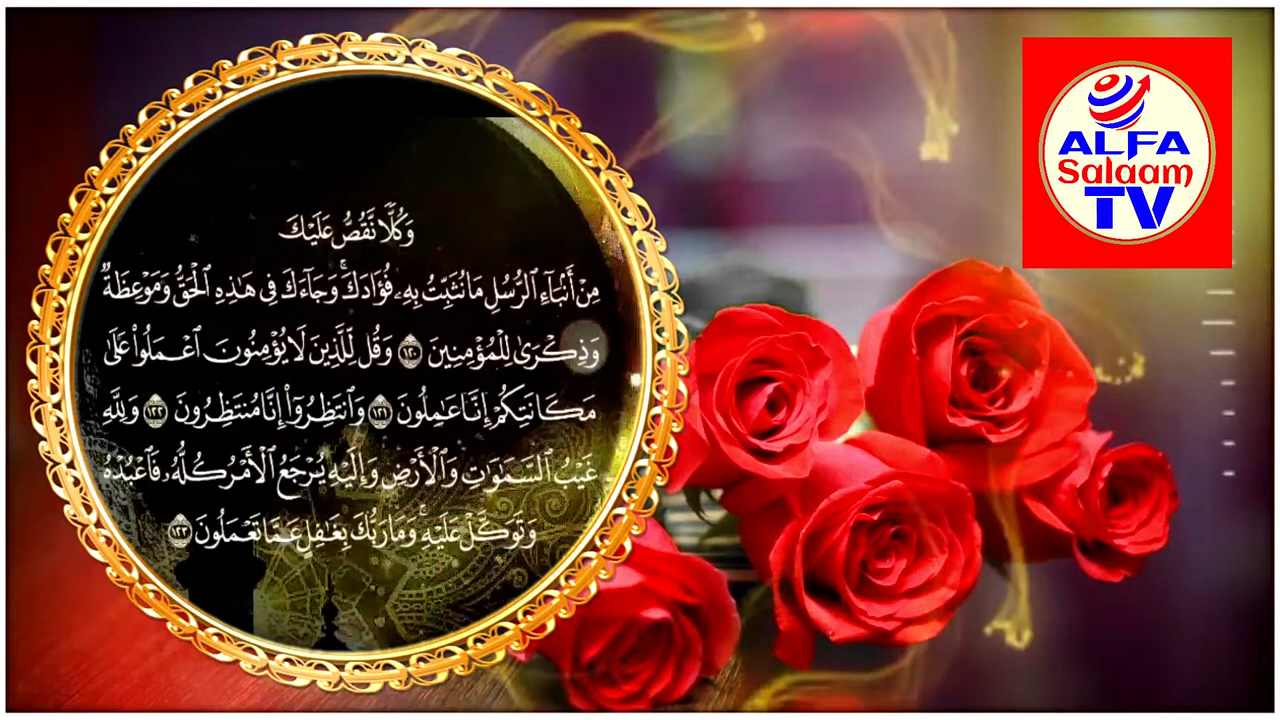 وَكُلًّا نَّقُصُّ عَلَيْكَ
مِنْ أَنۢبَآءِ ٱلرُّسُلِ مَا نُثَبِّتُ بِهِۦ فُؤَادَكَ ۚ وَجَآءَكَ فِى هَٰذِهِ ٱلْحَقُّ وَمَوْعِظَةٌ
وَذِكْرَىٰ لِلْمُؤْمِنِينَ ١٢٠ وَقُل لِّلَّذِينَ لَا يُؤْمِنُونَ ٱعْمَلُوا۟ عَلَىٰ
مَكَانَتِكُمْ إِنَّا عَٰمِلُونَ ١٢١ وَٱنتَظِرُوٓا۟ إِنَّا مُنتَظِرُونَ ١٢٢ وَلِلَّهِ
غَيْبُ ٱلسَّمَٰوَٰتِ وَٱلْأَرْضِ وَإِلَيْهِ يُرْجَعُ ٱلْأَمْرُ كُلُّهُۥ فَٱعْبُدْهُ
وَتَوَكَّلْ عَلَيْهِ ۚ وَمَا رَبُّكَ بِغَٰفِلٍ عَمَّا تَعْمَلُونَ ١٢٣
ALFA
Salaam
TV